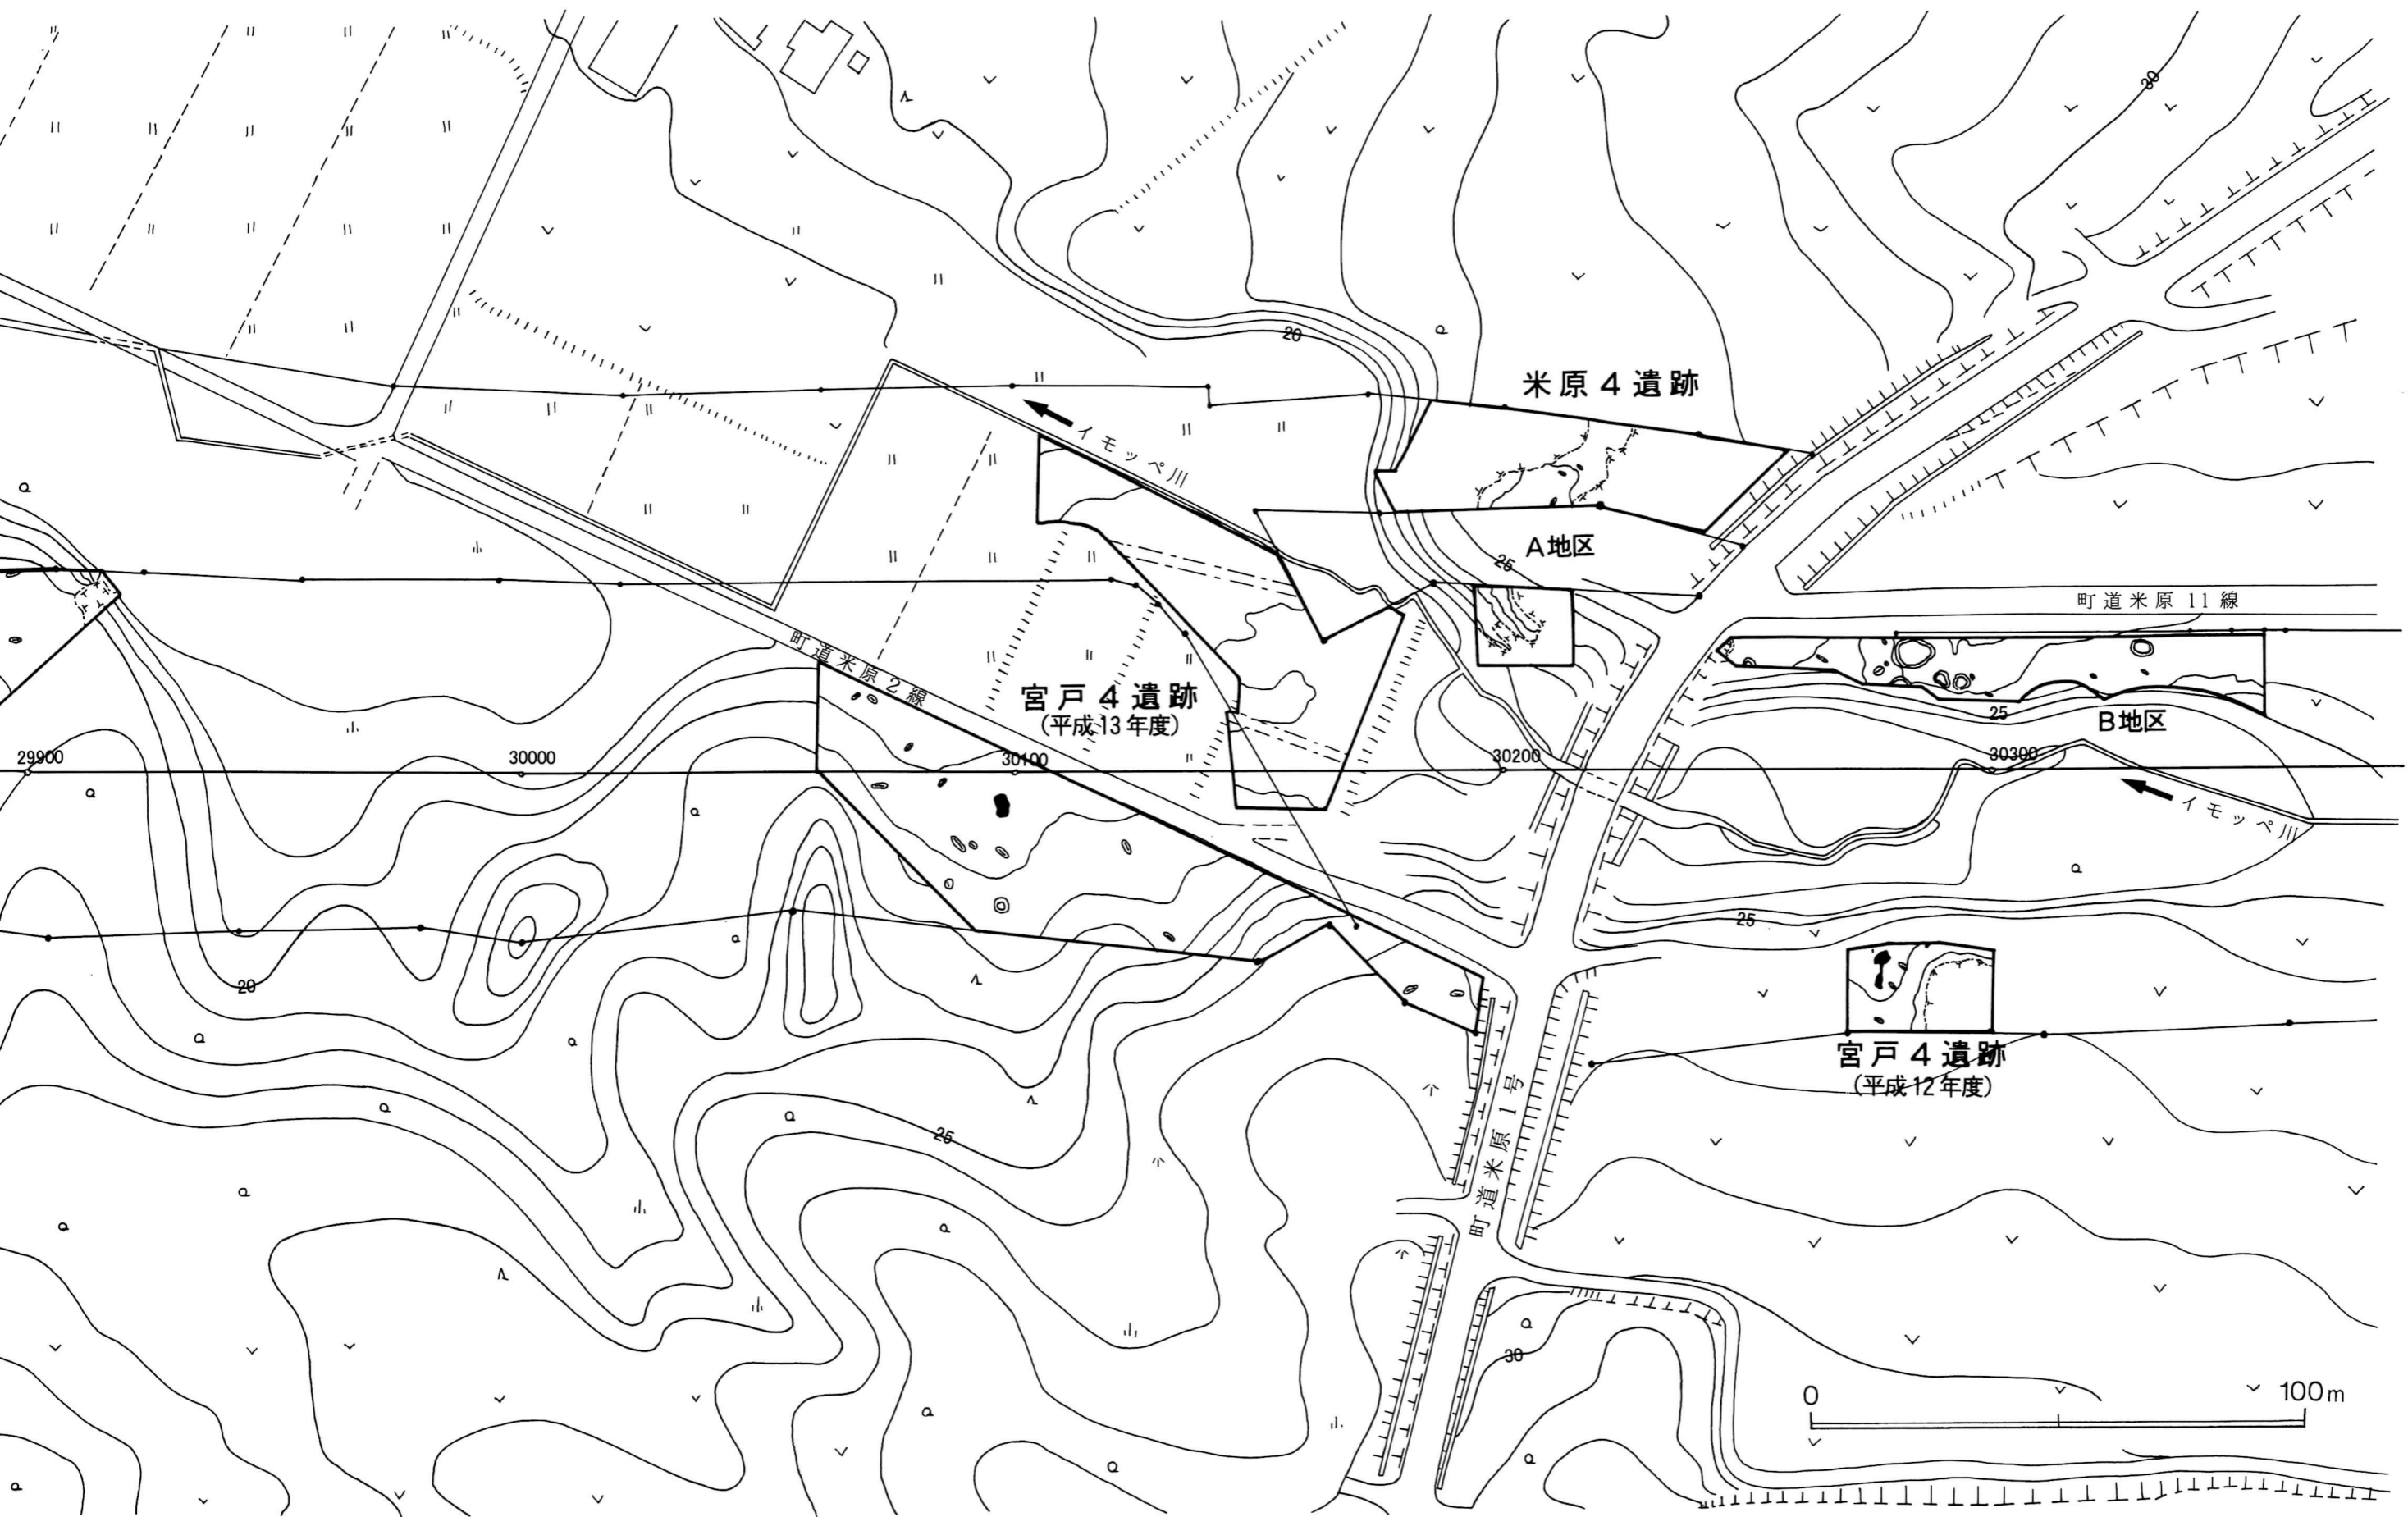 30
20
米原4遺跡
イモッペ川
A地区
25
町道米原11線
町道米原2線
宮戸4遺跡
(平成13年度)
25
B地区
29900
30000
30100
30200
30300
イモッペ川
25
20
宮戸4遺跡
(平成12年度)
町道米原1号
25
30
0
100m